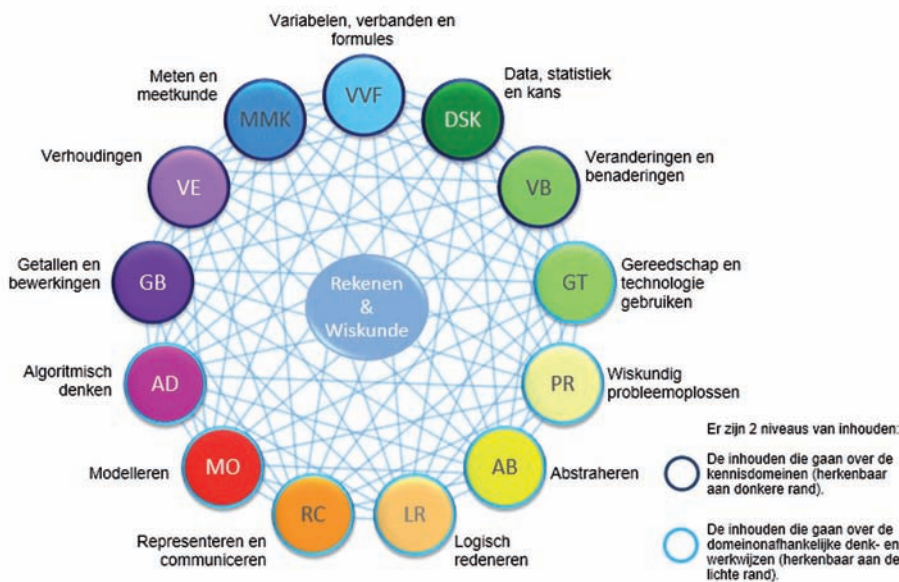 Variabelen, verbanden en
formules
Meten en
meetkunde
Data, statistiek
en kans
VVF
MMK
DSK
Verhoudingen
Veranderingen en
benaderingen
VE
VB
Getallen en
bewerkingen
GB
Rekenen
&
Wiskunde
GT
Gereedschap en
technologie
gebruiken
Algoritmisch
denken
AD
PR
Wiskundig
probleemoplossen
Modelleren
MO
AB
Abstraheren
RC
LR
Representeren en
communiceren
Logisch
redeneren
Er zijn 2 niveaus van inhouden:
De inhouden die gaan over de
kennisdomeinen (herkenbaar
aan donkere rand).
De inhouden die gaan over de
domeinonafhankelijke denk- en
werkwijzen (herkenbaar aan de
lichte rand).